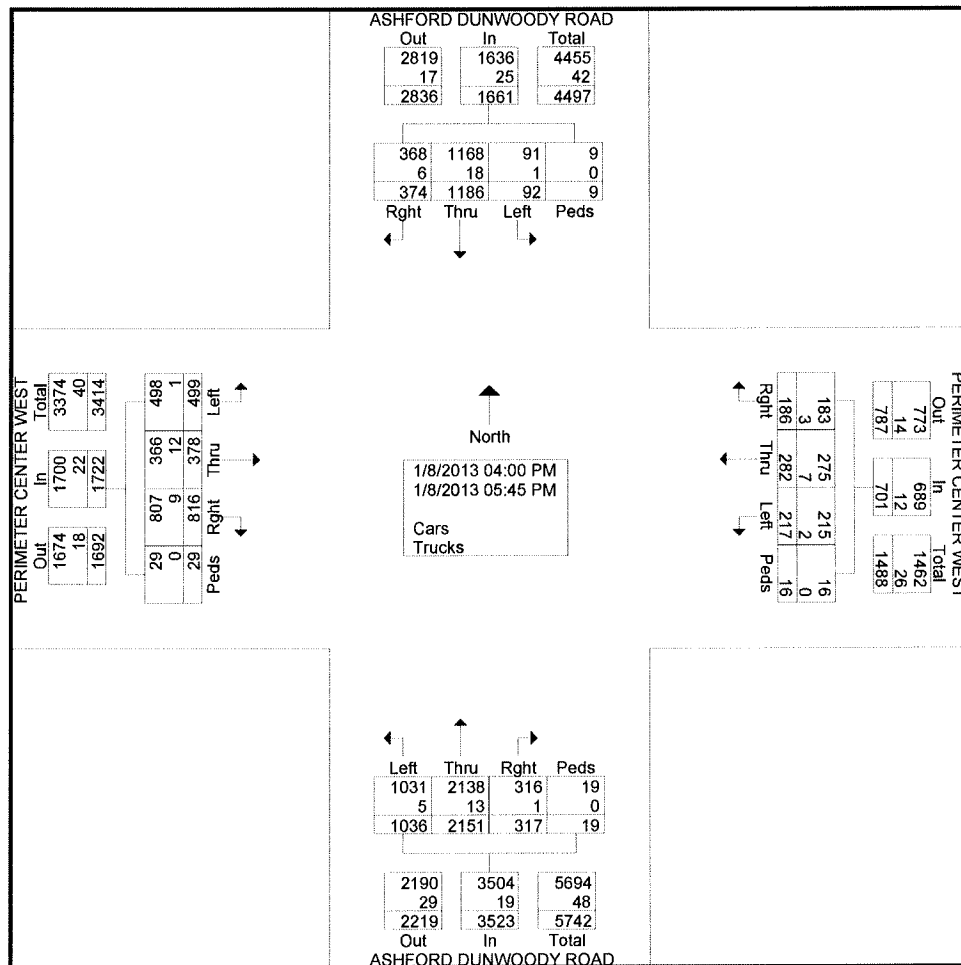 ASHFORD DUNWOODY ROAD
Out In Total
2819 1636 4455
17 25 42
2836 1661 4497
368 1168 91 9
6 18 1 0
374 1186 92 9
Rght Thru Left Peds
PERIMETER CENTER WEST
Total In Out
3374 1700 1674
40 22 18
3414 1722 1692
498 366 807 29
1 12 9 0
499 378 816 29
Left Thru Rght Peds
North
1/8/2013 04:00 PM
1/8/2013 05:45 PM
Cars
Trucks
PERIMETER CENTER WEST
Out In Total
773 689 1462
14 12 26
787 701 1488
183 275 215 16
3 7 2 0
186 282 217 16
Rght Thru Left Peds
Left Thru Rght Peds
1031 2138 316 19
5 13 1 0
1036 2151 317 19
2190 3504 5694
29 19 48
2219 3523 5742
Out In Total
ASHFORD DUNWOODY ROAD